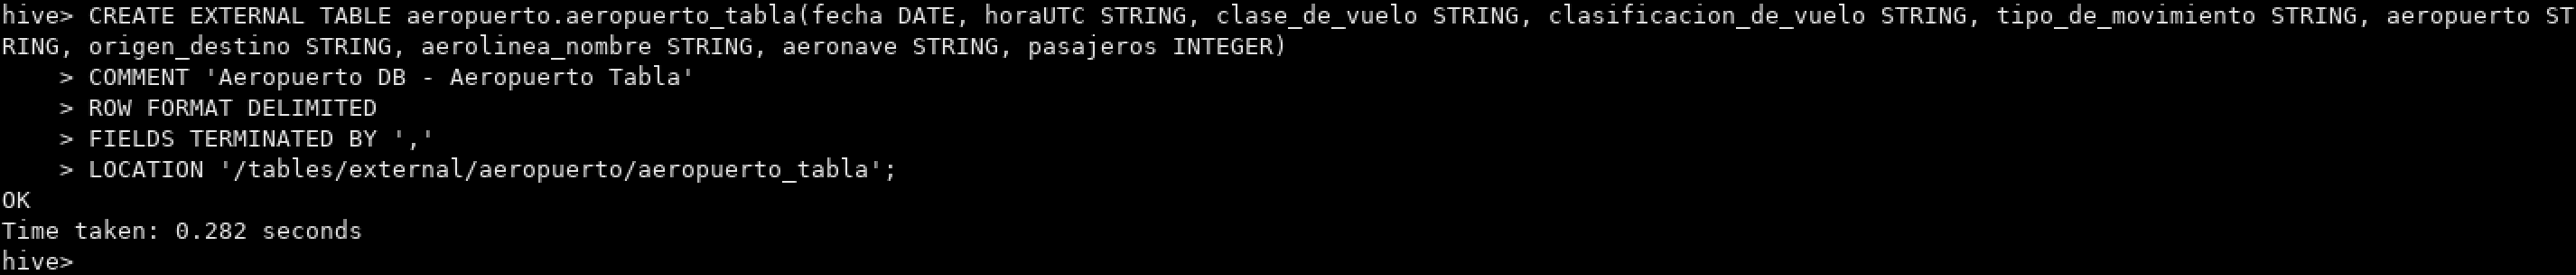 hive> CREATE EXTERNAL TABLE aeropuerto.aeropuerto_tabla(fecha DATE, horaUTC STRING, clase_de_vuelo STRING, clasificacion_de_vuelo STRING, tipo_de_movimiento STRING, aeropuerto ST
RING, origen_destino STRING, aerolinea_nombre STRING, aeronave STRING, pasajeros INTEGER)
    > COMMENT 'Aeropuerto DB - Aeropuerto Tabla'
    > ROW FORMAT DELIMITED
    > FIELDS TERMINATED BY ','
    > LOCATION '/tables/external/aeropuerto/aeropuerto_tabla';
OK
Time taken: 0.282 seconds
hive>